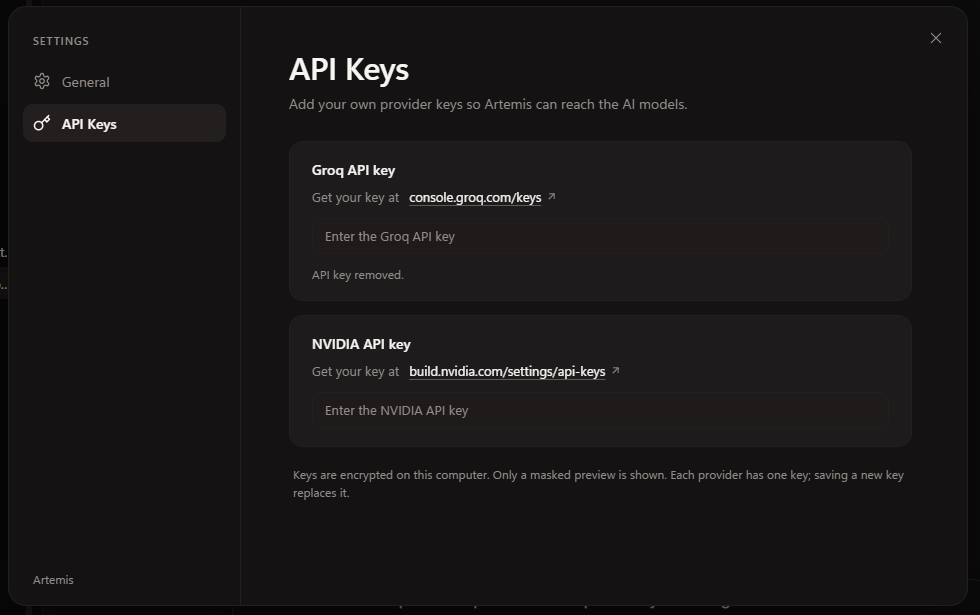 SETTINGS
General
API Keys
Artemis
API Keys
Add your own provider keys so Artemis can reach the AI models.
Groq API key
Get your key at console.groq.com/keys
Enter the Groq API key
API key removed.
NVIDIA API key
Get your key at build.nvidia.com/settings/api-keys
Enter the NVIDIA API key
Keys are encrypted on this computer. Only a masked preview is shown. Each provider has one key; saving a new key
replaces it.